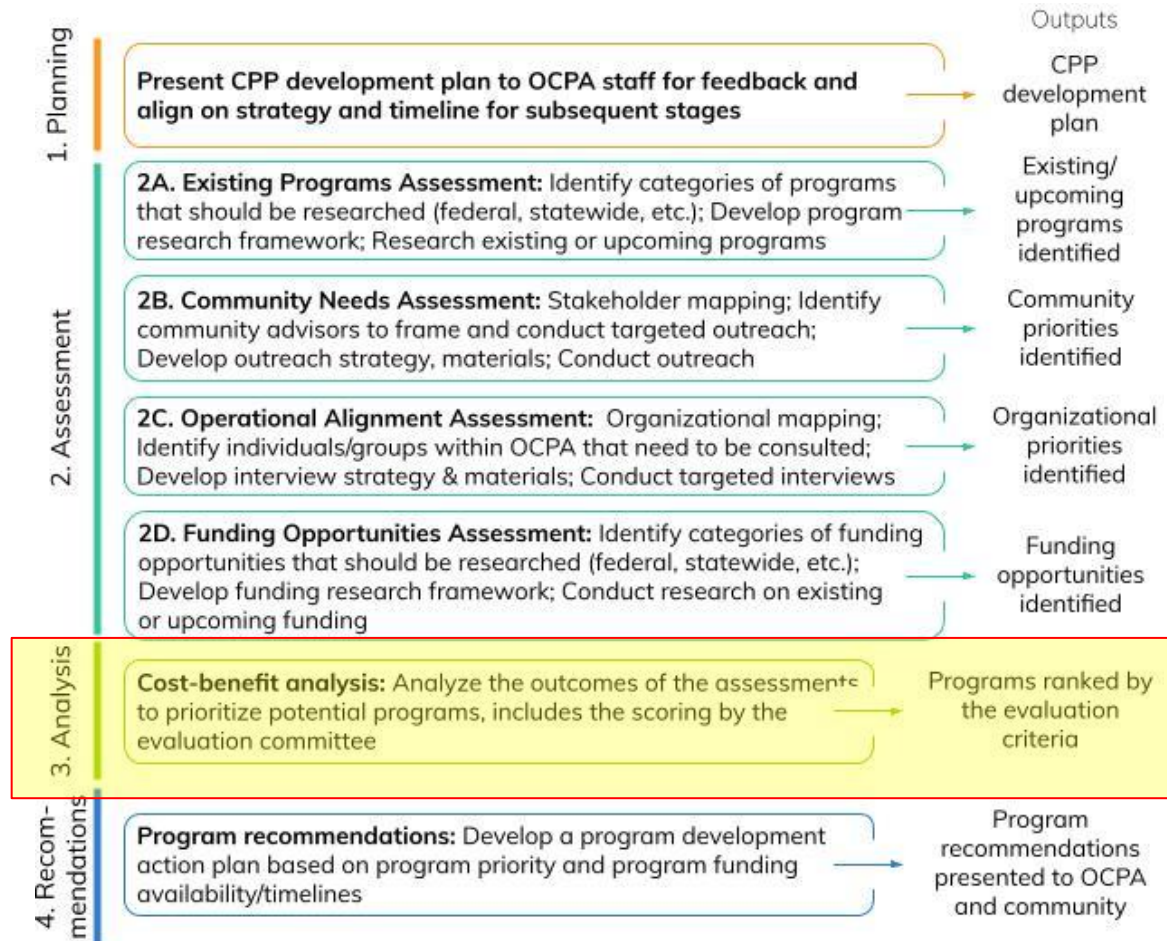 Outputs
1. Planning
Present CPP development plan to OCPA staff for feedback and
align on strategy and timeline for subsequent stages
CPP
development
plan
2. Assessment
2A. Existing Programs Assessment: Identify categories of programs
that should be researched (federal, statewide, etc.); Develop program
research framework; Research existing or upcoming programs
Existing/
upcoming
programs
identified
2B. Community Needs Assessment: Stakeholder mapping; Identify
community advisors to frame and conduct targeted outreach;
Develop outreach strategy, materials; Conduct outreach
Community
priorities
identified
2C. Operational Alignment Assessment: Organizational mapping;
Identify individuals/groups within OCPA that need to be consulted;
Develop interview strategy & materials; Conduct targeted interviews
Organizational
priorities
identified
2D. Funding Opportunities Assessment: Identify categories of funding
opportunities that should be researched (federal, statewide, etc.);
Develop funding research framework; Conduct research on existing
or upcoming funding
Funding
opportunities
identified
3. Analysis
Cost-benefit analysis: Analyze the outcomes of the assessments
to prioritize potential programs, includes the scoring by the
evaluation committee
Programs ranked by
the evaluation
criteria
4. Recom-
mendations
Program recommendations: Develop a program development
action plan based on program priority and program funding
availability/timelines
Program
recommendations
presented to OCPA
and community